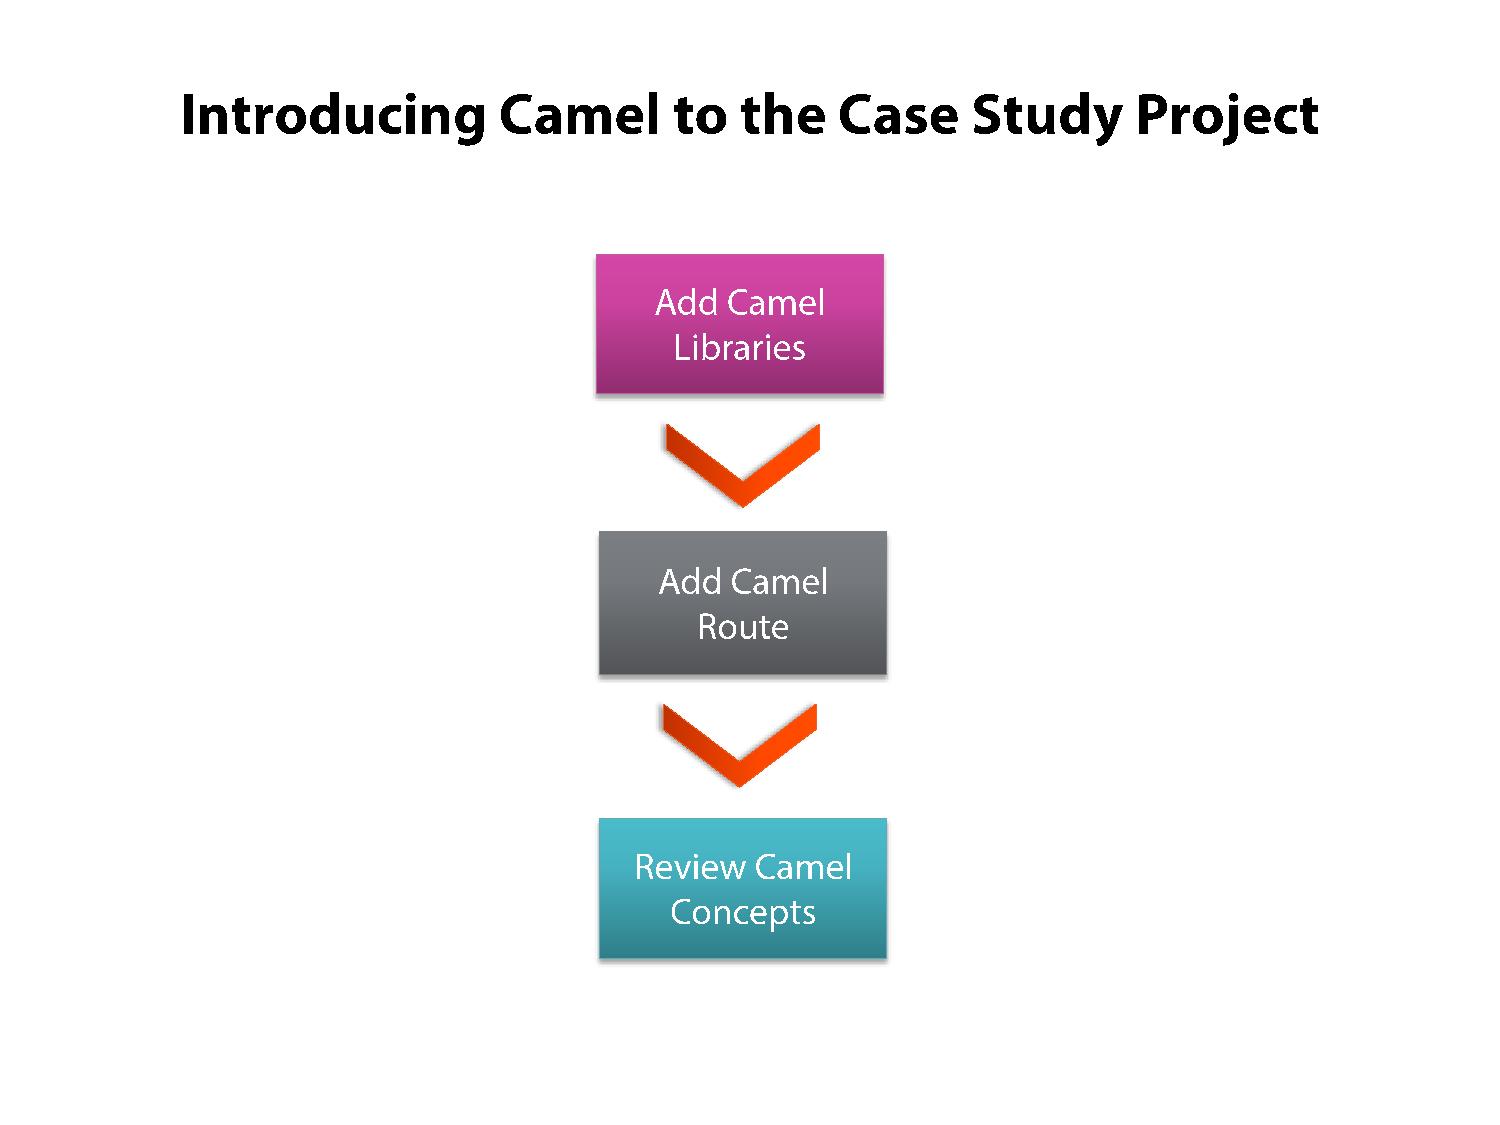 Introducing Camel to the Case Study Project
Add Camel
Libraries
Add Camel
Route
Review Camel
Concepts